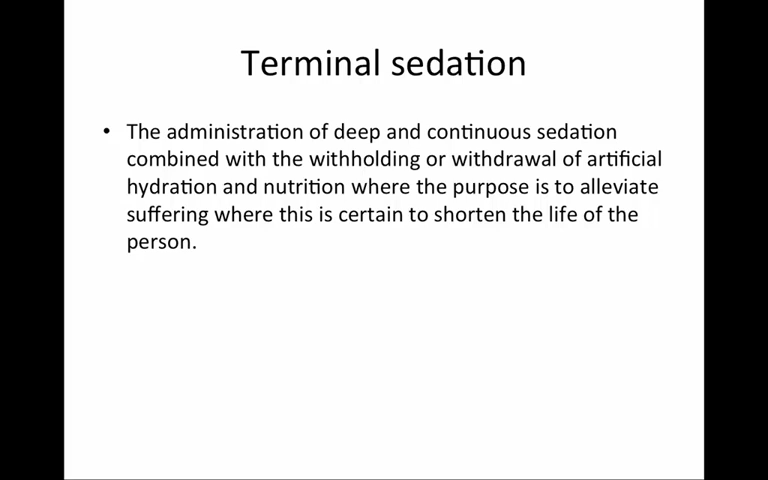 Terminal sedation
• The administration of deep and continuous sedation
combined with the withholding or withdrawal of artificial
hydration and nutrition where the purpose is to alleviate
suffering where this is certain to shorten the life of the
person.